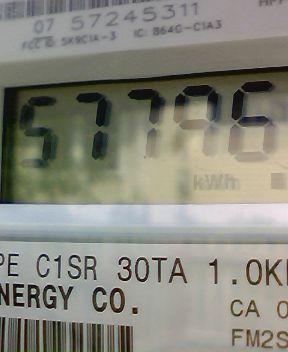 07 57245311
FCC ID: SK9C1A-3 IC: 864G-C1A3
57796
kWh
PE C1SR 30TA 1.0K
NERGY CO.
CA 0
FM2S